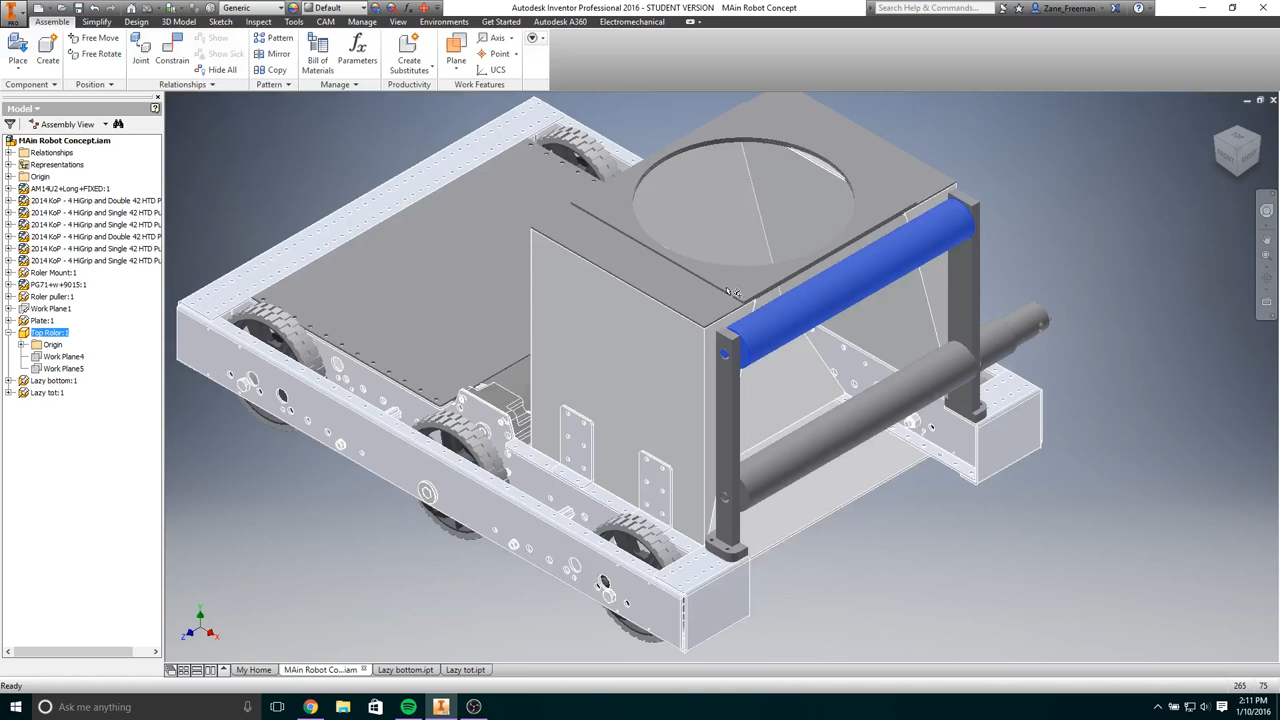 PRO
Generic
Default
Autodesk Inventor Professional 2016 - STUDENT VERSION MAin Robot Concept
Search Help & Commands...
Zane_Freeman
Assemble Simplify Design 3D Model Sketch Inspect Tools CAM Manage View Environments Get Started Autodesk A360 Electromechanical
Place
Create
Free Move
Free Rotate
Joint
Constrain
Show
Show Sick
Hide All
Pattern
Mirror
Copy
Bill of
Materials
Parameters
Create
Substitutes
Plane
Axis
Point
UCS
Component Position Relationships Pattern Manage Productivity Work Features
Model
Assembly View
MAin Robot Concept.iam
Relationships
Representations
Origin
AM14U2+Long+FIXED:1
2014 KoP - 4 HiGrip and Double 42 HTD Pu
2014 KoP - 4 HiGrip and Single 42 HTD Pu
2014 KoP - 4 HiGrip and Single 42 HTD Pu
2014 KoP - 4 HiGrip and Double 42 HTD Pu
2014 KoP - 4 HiGrip and Single 42 HTD Pu
2014 KoP - 4 HiGrip and Single 42 HTD Pu
Roler Mount:1
PG71+w+9015:1
Roler puller:1
Work Plane1
Plate:1
Top Rolor:1
Origin
Work Plane4
Work Plane5
Lazy bottom:1
Lazy tot:1
TOP
FRONT
RIGHT
Y
Z
X
My Home
MAin Robot Co...iam
Lazy bottom.ipt
Lazy tot.ipt
Ready
265 75
Ask me anything
2:11 PM
1/10/2016